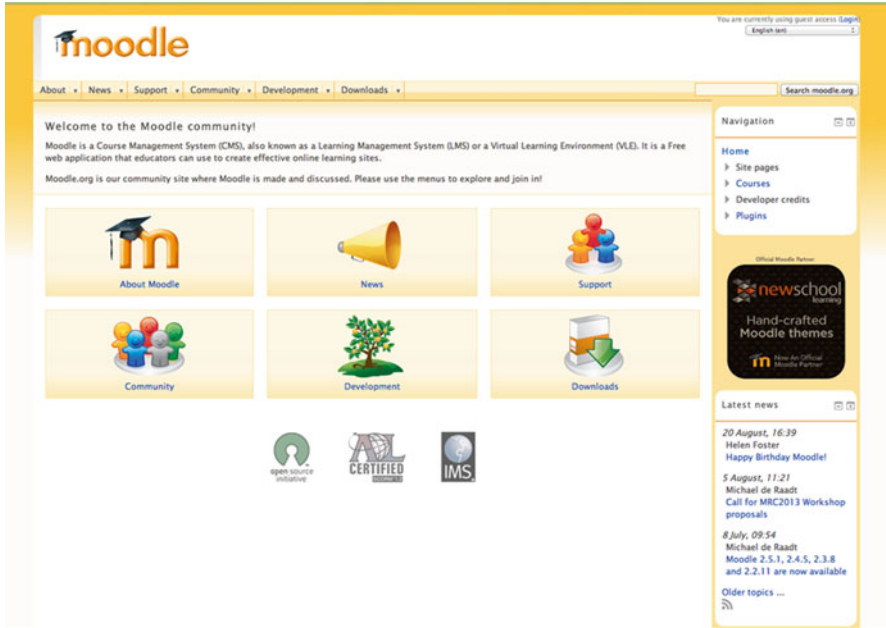 You are currently using guest access (Login)
English (en)
moodle
About News Support Community Development Downloads
Search moodle.org
Welcome to the Moodle community!
Moodle is a Course Management System (CMS), also known as a Learning Management System (LMS) or a Virtual Learning Environment (VLE). It is a Free
web application that educators can use to create effective online learning sites.
Moodle.org is our community site where Moodle is made and discussed. Please use the menus to explore and join in!
m
About Moodle
News
Support
Community
Development
Downloads
open source
initiative
ADL
CERTIFIED
IMS
Navigation
Home
Site pages
Courses
Developer credits
Plugins
Official Moodle Partner
newschool
learning
Hand-crafted
Moodle themes
m Now An Official
Moodle Partner
Latest news
20 August, 16:39
Helen Foster
Happy Birthday Moodle!
5 August, 11:21
Michael de Raadt
Call for MRC2013 Workshop
proposals
8 July, 09:54
Michael de Raadt
Moodle 2.5.1, 2.4.5, 2.3.8
and 2.2.11 are now available
Older topics ...